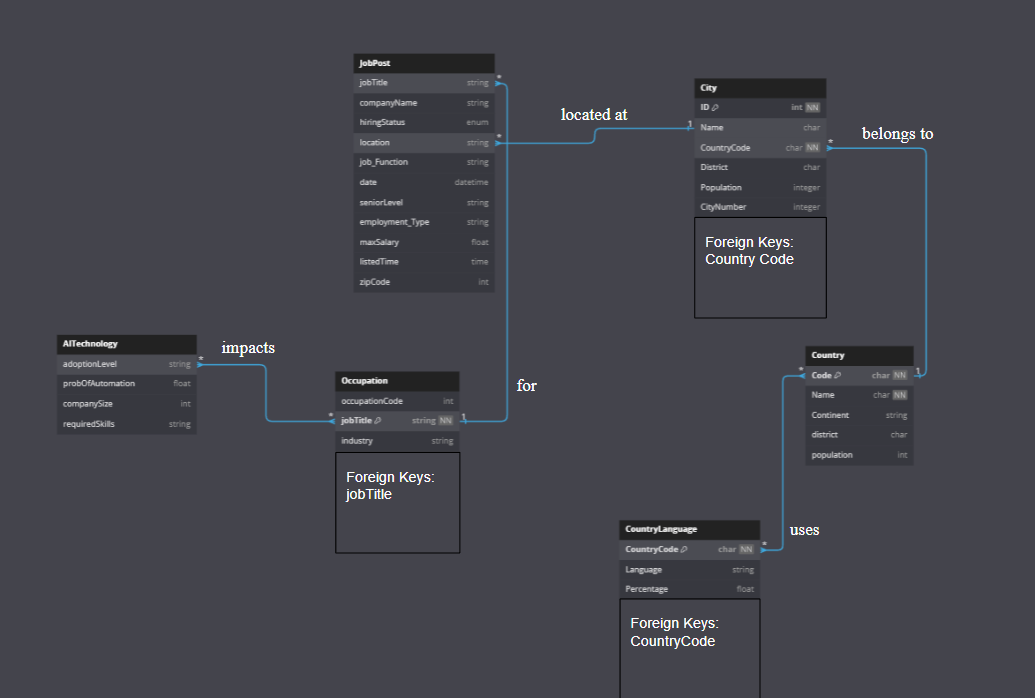 JobPost
jobTitle string
companyName string
hiringStatus enum
location string
job_Function string
date datetime
seniorLevel string
employment_Type string
maxSalary float
listedTime time
zipCode int
*
*
located at
1
City
ID int NN
Name char
CountryCode char NN
District char
Population integer
CityNumber integer
Foreign Keys:
Country Code
*
belongs to
AITechnology
adoptionLevel string
probOfAutomation float
companySize int
requiredSkills string
*
impacts
*
Occupation
occupationCode int
jobTitle string NN
industry string
Foreign Keys:
jobTitle
1
for
Country
Code char NN
Name char NN
Continent string
district char
population int
*
1
uses
CountryLanguage
CountryCode char NN
Language string
Percentage float
Foreign Keys:
CountryCode
*